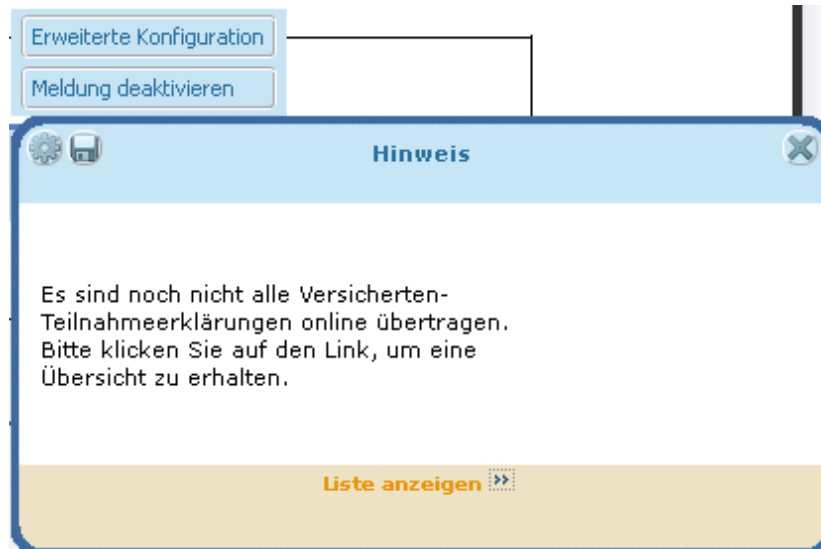 Erweiterte Konfiguration
Meldung deaktivieren
Hinweis
Es sind noch nicht alle Versicherten-
Teilnahmeerklärungen online übertragen.
Bitte klicken Sie auf den Link, um eine
Übersicht zu erhalten.
Liste anzeigen